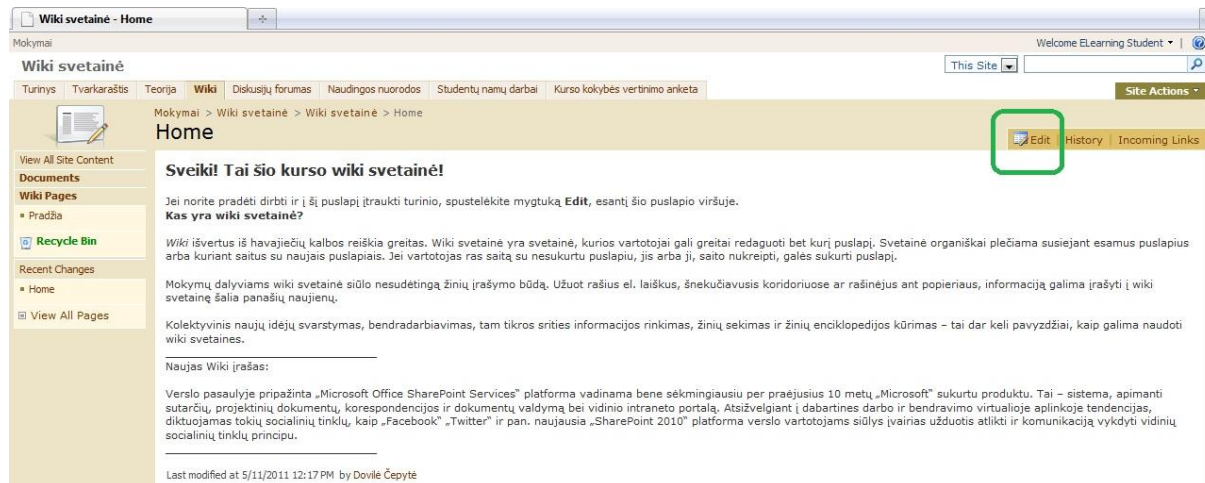 Wiki svetainė - Home
Mokymai
Welcome ELearning Student
Wiki svetainė
This Site
Turinys Tvarkaraštis Teorija Wiki Diskusijų forumas Naudingos nuorodos Studentų namų darbai Kurso kokybės vertinimo anketa
Site Actions
Mokymai > Wiki svetainė > Wiki svetainė > Home
Home
Edit | History | Incoming Links
View All Site Content
Documents
Wiki Pages
Pradžia
Recycle Bin
Recent Changes
Home
View All Pages
Sveiki! Tai šio kurso wiki svetainė!
Jei norite pradėti dirbti ir į šį puslapį įtraukti turinio, spustelėkite mygtuką Edit, esantį šio puslapio viršuje.
Kas yra wiki svetainė?
Wiki išvertus iš havajiečių kalbos reiškia greitas. Wiki svetainė yra svetainė, kurios vartotojai gali greitai redaguoti bet kurį puslapį. Svetainė organiškai plečiama susiejant esamus puslapius
arba kuriant saitus su naujais puslapiais. Jei vartotojas ras saitą su nesukurtu puslapiu, jis arba ji, saito nukreipti, galės sukurti puslapį.
Mokymų dalyviams wiki svetainė siūlo nesudėtingą žinių įrašymo būdą. Užuot rašius el. laiškus, šnekučiavusis koridoriuose ar rašinėjus ant popieriaus, informaciją galima įrašyti į wiki
svetainę šalia panašių naujienų.
Kolektyvinis naujų idėjų svarstymas, bendradarbiavimas, tam tikros srities informacijos rinkimas, žinių sekimas ir žinių enciklopedijos kūrimas – tai dar keli pavyzdžiai, kaip galima naudoti
wiki svetaines.
Naujas Wiki įrašas:
Verslo pasaulyje pripažinta „Microsoft Office SharePoint Services" platforma vadinama bene sėkmingiausiu per praėjusius 10 metų „Microsoft" sukurtu produktu. Tai – sistema, apimanti
sutarčių, projektinių dokumentų, korespondencijos ir dokumentų valdymą bei vidinio intraneto portalą. Atsižvelgiant į dabartines darbo ir bendravimo virtualioje aplinkoje tendencijas,
diktuojamas tokių socialinių tinklų, kaip „Facebook" „Twitter" ir pan. naujausia „SharePoint 2010" platforma verslo vartotojams siūlys įvairias užduotis atlikti ir komunikaciją vykdyti vidinių
socialinių tinklų principu.
Last modified at 5/11/2011 12:17 PM by Dovilė Čepytė